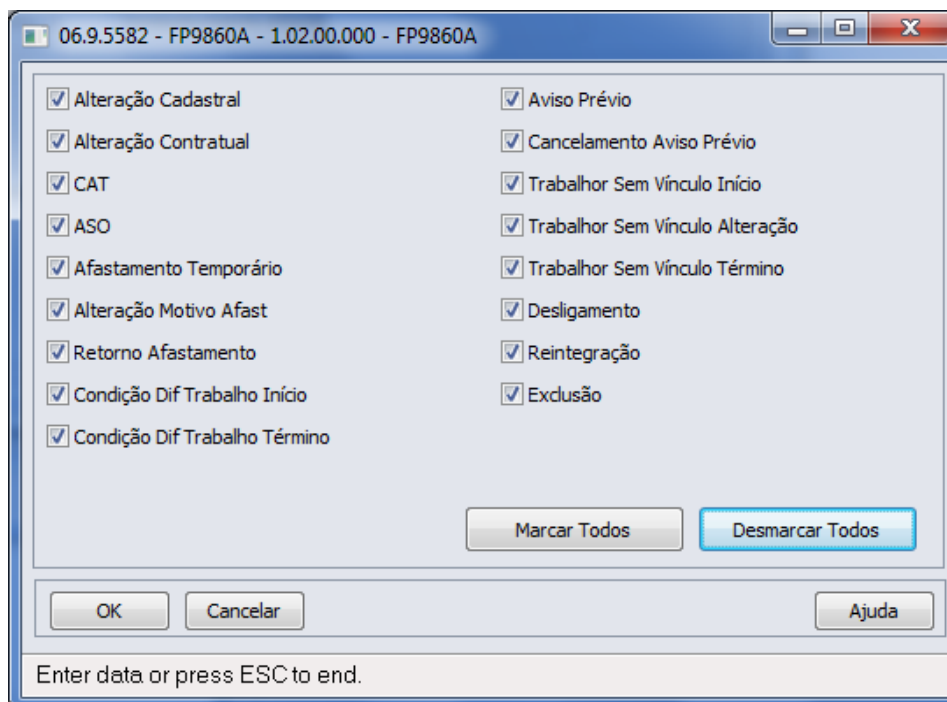 06.9.5582 - FP9860A - 1.02.00.000 - FP9860A
Alteração Cadastral
Alteração Contratual
CAT
ASO
Afastamento Temporário
Alteração Motivo Afast
Retorno Afastamento
Condição Dif Trabalho Início
Condição Dif Trabalho Término
Aviso Prévio
Cancelamento Aviso Prévio
Trabalhor Sem Vínculo Início
Trabalhor Sem Vínculo Alteração
Trabalhor Sem Vínculo Término
Desligamento
Reintegração
Exclusão
Marcar Todos
Desmarcar Todos
OK
Cancelar
Ajuda
Enter data or press ESC to end.